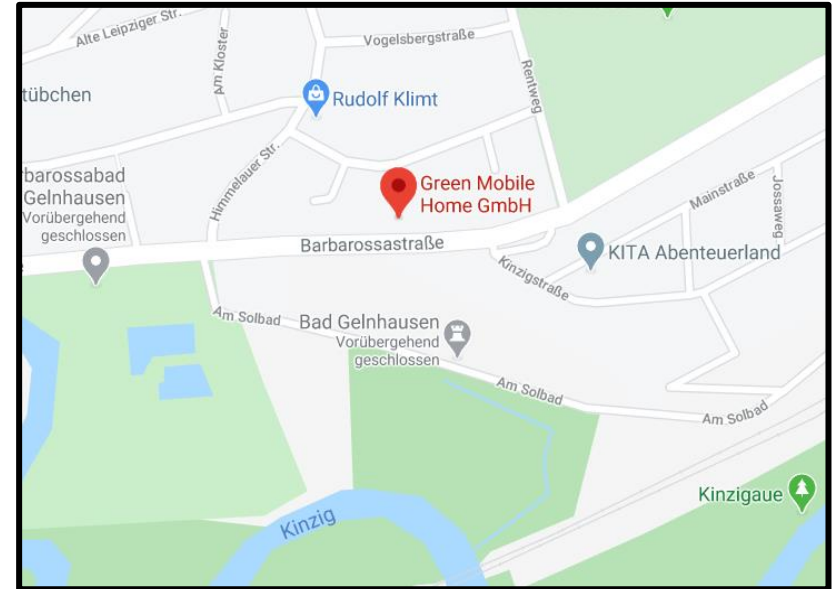 Alte Leipziger Str.
Am Kloster
Vogelsbergstraße
Rentweg
tübchen
Rudolf Klimt
Himmelauer Str.
barossabad
Gelnhausen
Vorübergehend
geschlossen
Green Mobile
Home GmbH
Mainstraße
Jossaweg
Barbarossastraße
KITA Abenteuerland
Kinzigstraße
Am Solbad
Bad Gelnhausen
Vorübergehend
geschlossen
Am Solbad
Am Solbad
Kinzigaue
Kinzig